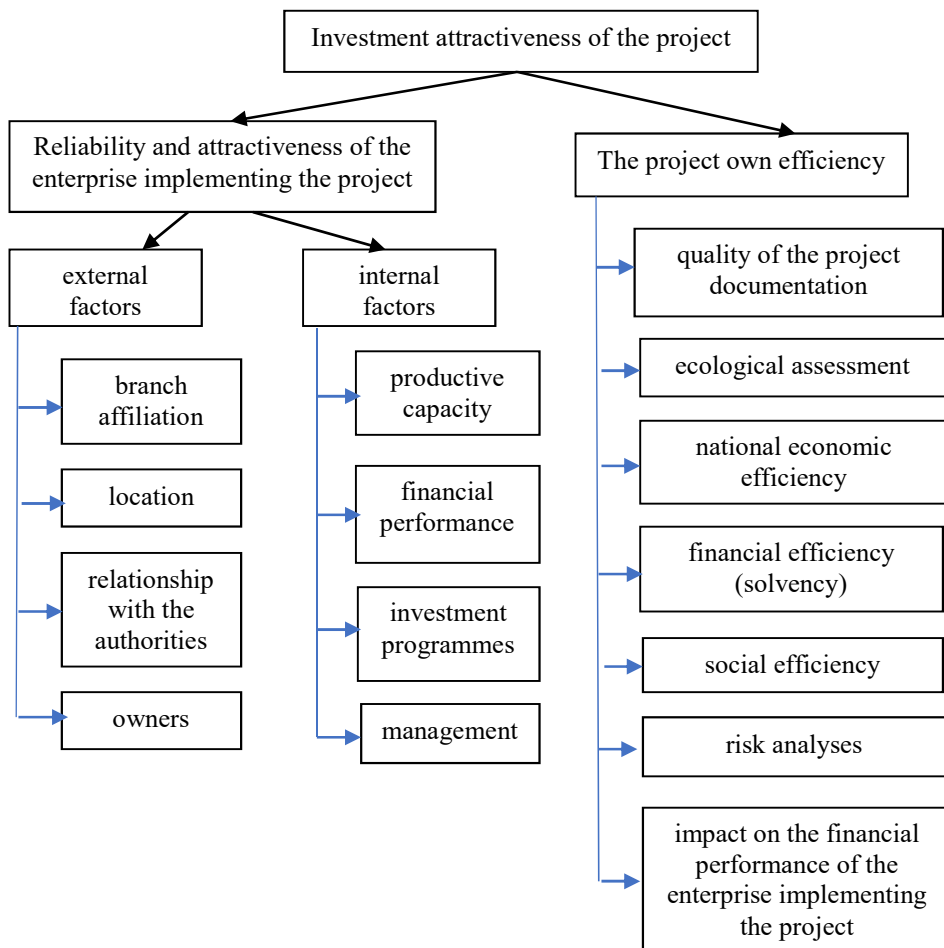 Investment attractiveness of the project
Reliability and attractiveness of the
enterprise implementing the project
The project own efficiency
external
factors
internal
factors
branch
affiliation
location
relationship
with the
authorities
owners
productive
capacity
financial
performance
investment
programmes
management
quality of the project
documentation
ecological assessment
national economic
efficiency
financial efficiency
(solvency)
social efficiency
risk analyses
impact on the financial
performance of the
enterprise implementing
the project